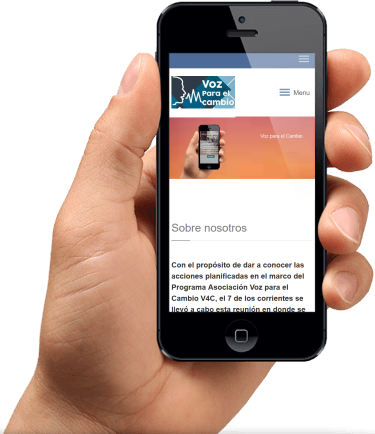 Voz
Para el
cambio
Menu
Voz para el Cambio
Sobre nosotros
Con el propósito de dar a conocer las
acciones planificadas en el marco del
Programa Asociación Voz para el
Cambio V4C, el 7 de los corrientes se
llevó a cabo esta reunión en donde se